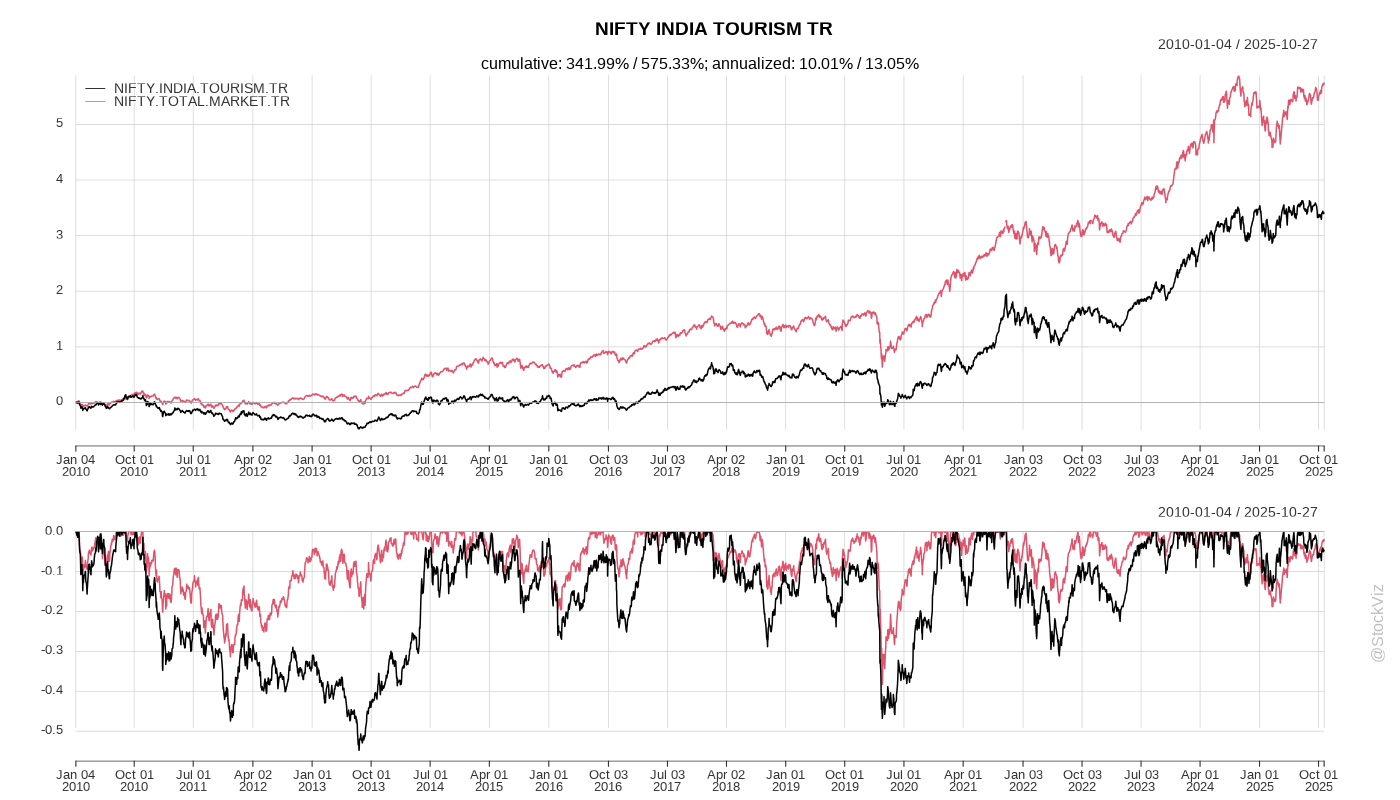 NIFTY INDIA TOURISM TR
2010-01-04 / 2025-10-27
cumulative: 341.99% / 575.33%; annualized: 10.01% / 13.05%
NIFTY.INDIA.TOURISM.TR
NIFTY.TOTAL.MARKET.TR
5
4
3
2
1
0
Jan 04 Oct 01 Jul 01 Apr 02 Jan 01 Oct 01 Jul 01 Apr 01 Jan 01 Oct 03 Jul 03 Apr 02 Jan 01 Oct 01 Jul 01 Apr 01 Jan 03 Oct 03 Jul 03 Apr 01 Jan 01 Oct 01
2010 2010 2011 2012 2013 2013 2014 2015 2016 2016 2017 2018 2019 2019 2020 2021 2022 2022 2023 2024 2025 2025
2010-01-04 / 2025-10-27
0.0
-0.1
-0.2
-0.3
-0.4
-0.5
Jan 04 Oct 01 Jul 01 Apr 02 Jan 01 Oct 01 Jul 01 Apr 01 Jan 01 Oct 03 Jul 03 Apr 02 Jan 01 Oct 01 Jul 01 Apr 01 Jan 03 Oct 03 Jul 03 Apr 01 Jan 01 Oct 01
2010 2010 2011 2012 2013 2013 2014 2015 2016 2016 2017 2018 2019 2019 2020 2021 2022 2022 2023 2024 2025 2025
@StockViz